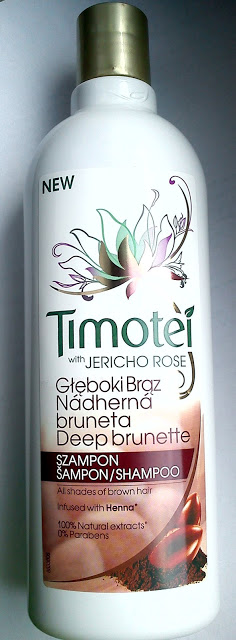 NEW
Timotei
with JERICHO ROSE
Głęboki Brąz
Nádherná
bruneta
Deep brunette
SZAMPON
ŠAMPON/SHAMPOO
All shades of brown hair
Infused with Henna*
100% Natural extracts*
0% Parabens